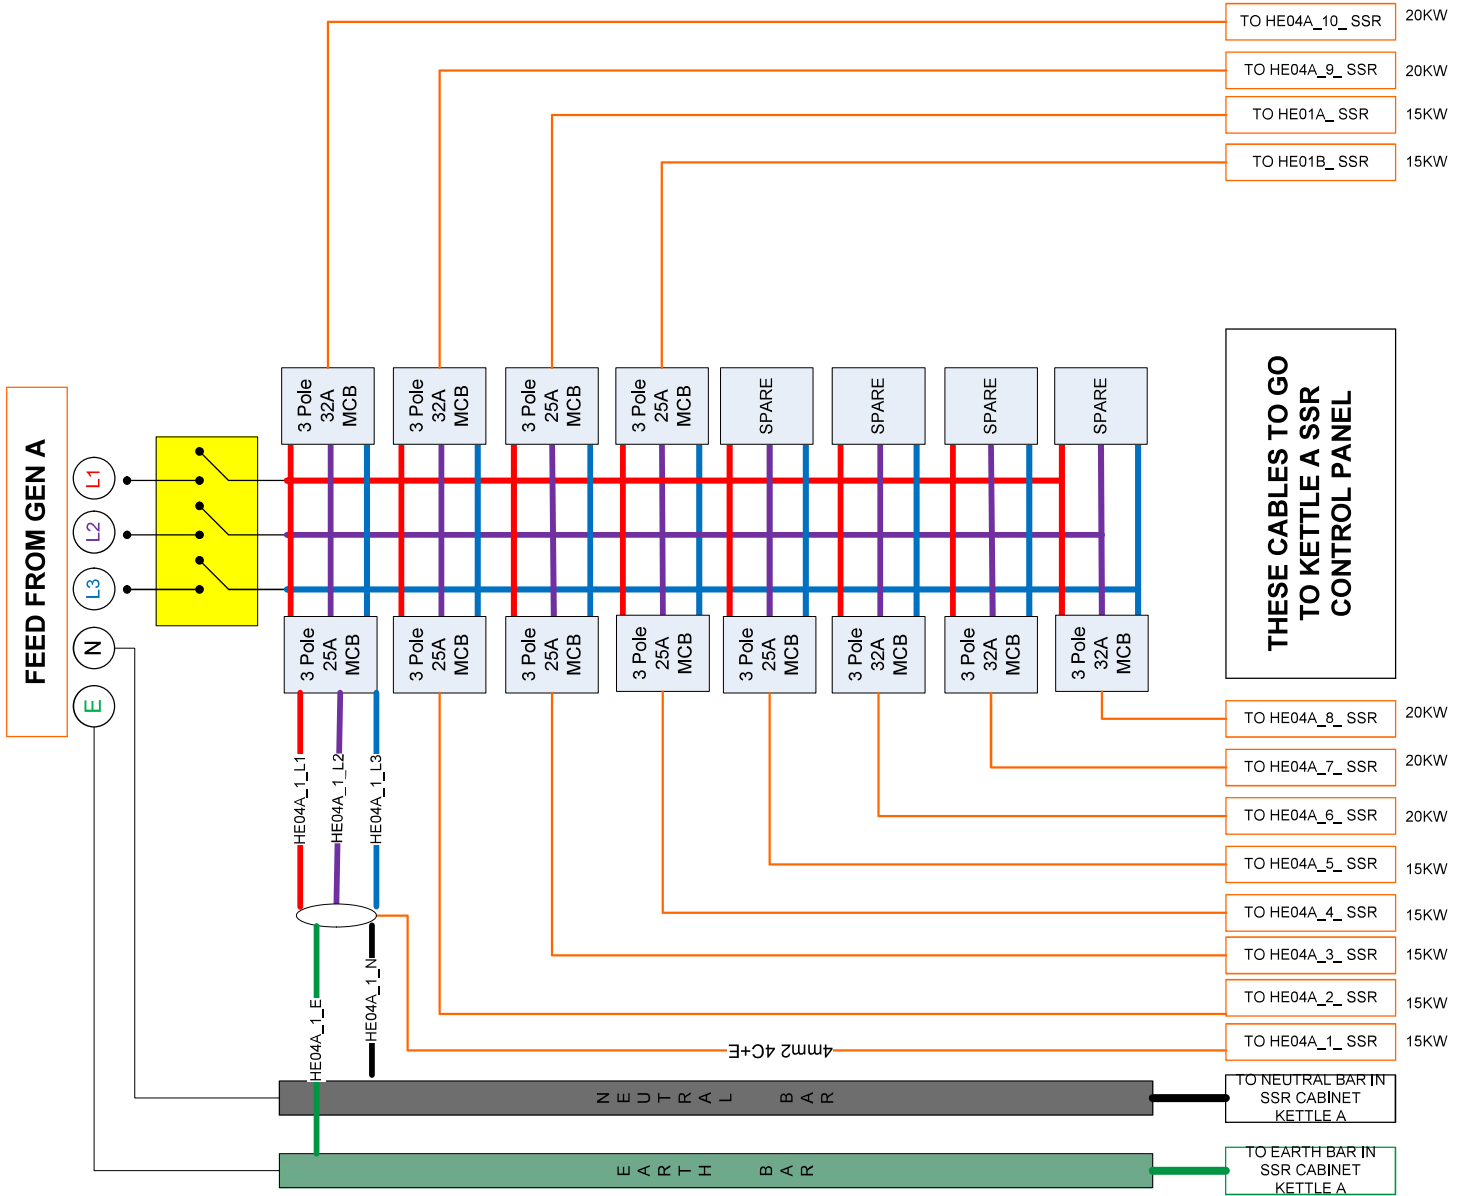 TO HE04A_10_ SSR
20KW
TO HE04A_9_ SSR
20KW
TO HE01A_ SSR
15KW
TO HE01B_ SSR
15KW
FEED FROM GEN A
L1
L2
L3
N
E
3 Pole
32A
MCB
3 Pole
32A
MCB
3 Pole
25A
MCB
3 Pole
25A
MCB
SPARE
SPARE
SPARE
SPARE
3 Pole
25A
MCB
3 Pole
25A
MCB
3 Pole
25A
MCB
3 Pole
25A
MCB
3 Pole
25A
MCB
3 Pole
32A
MCB
3 Pole
32A
MCB
3 Pole
32A
MCB
THESE CABLES TO GO
TO KETTLE A SSR
CONTROL PANEL
HE04A_1_L1
HE04A_1_L2
HE04A_1_L3
HE04A_1_E
HE04A_1_N
TO HE04A_8_ SSR
20KW
TO HE04A_7_ SSR
20KW
TO HE04A_6_ SSR
20KW
TO HE04A_5_ SSR
15KW
TO HE04A_4_ SSR
15KW
TO HE04A_3_ SSR
15KW
TO HE04A_2_ SSR
15KW
TO HE04A_1_ SSR
15KW
4mm2 4C+E
NEUTRAL BAR
TO NEUTRAL BAR IN
SSR CABINET
KETTLE A
EARTH BAR
TO EARTH BAR IN
SSR CABINET
KETTLE A